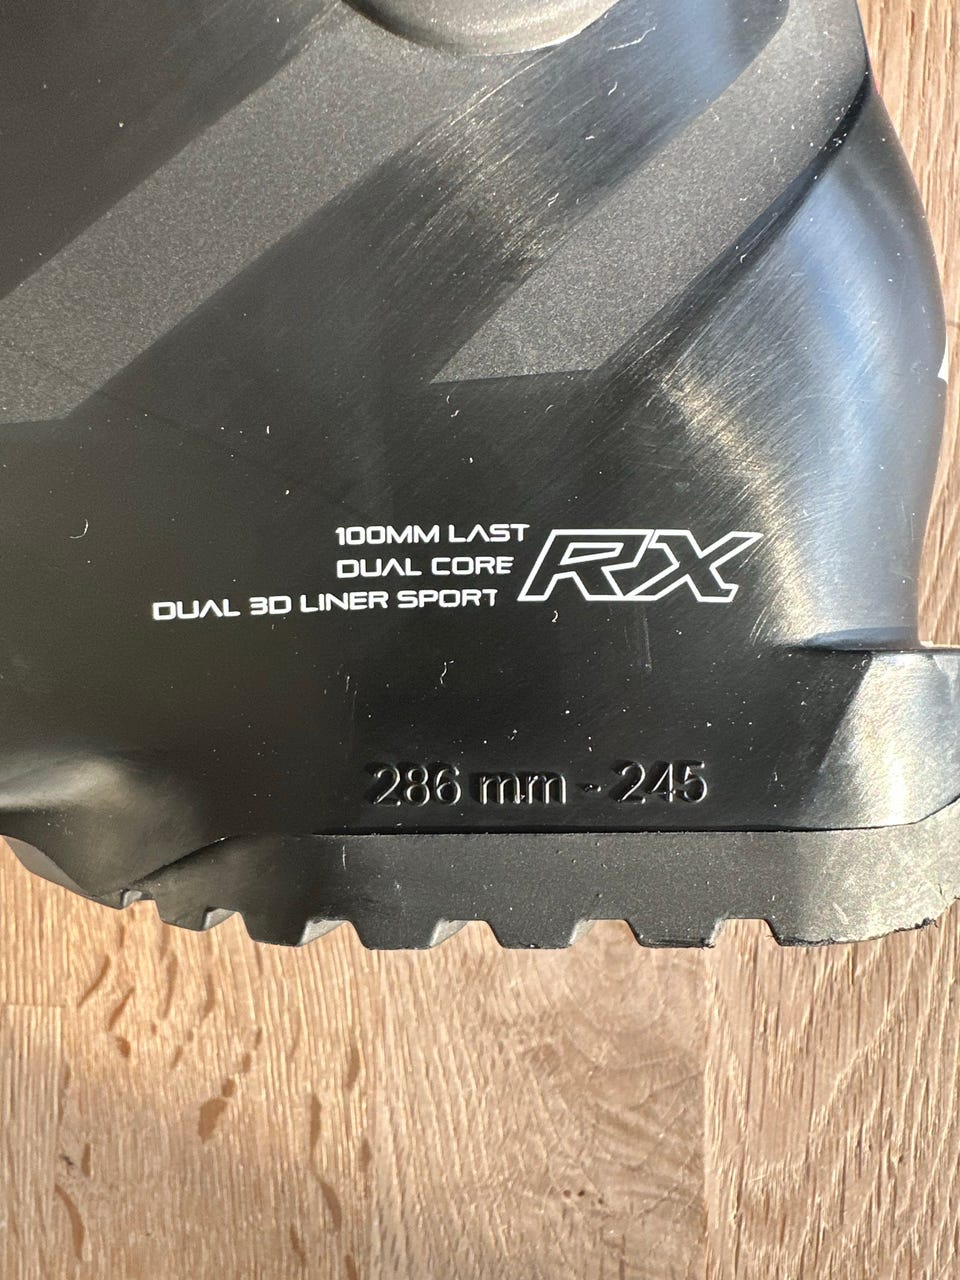 100MM LAST
DUAL CORE
DUAL 3D LINER SPORT
RX
286 mm - 245